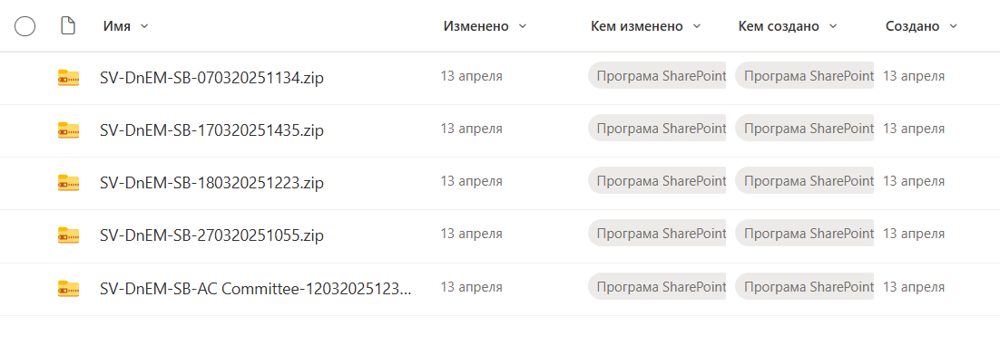 Имя Изменено Кем изменено Кем создано Создано
SV-DnEM-SB-070320251134.zip 13 апреля Програма SharePoint Програма SharePoint 13 апреля
SV-DnEM-SB-170320251435.zip 13 апреля Програма SharePoint Програма SharePoint 13 апреля
SV-DnEM-SB-180320251223.zip 13 апреля Програма SharePoint Програма SharePoint 13 апреля
SV-DnEM-SB-270320251055.zip 13 апреля Програма SharePoint Програма SharePoint 13 апреля
SV-DnEM-SB-AC Committee-12032025123... 13 апреля Програма SharePoint Програма SharePoint 13 апреля